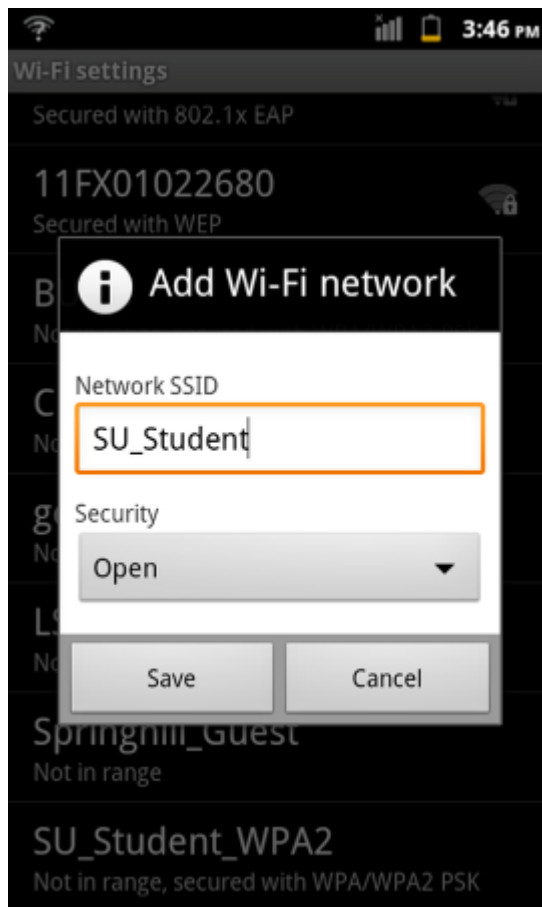 3:46 PM
Wi-Fi settings
Secured with 802.1x EAP
11FX01022680
Secured with WEP
Add Wi-Fi network
Network SSID
SU_Student
Security
Open
Save Cancel
Springhill_Guest
Not in range
SU_Student_WPA2
Not in range, secured with WPA/WPA2 PSK